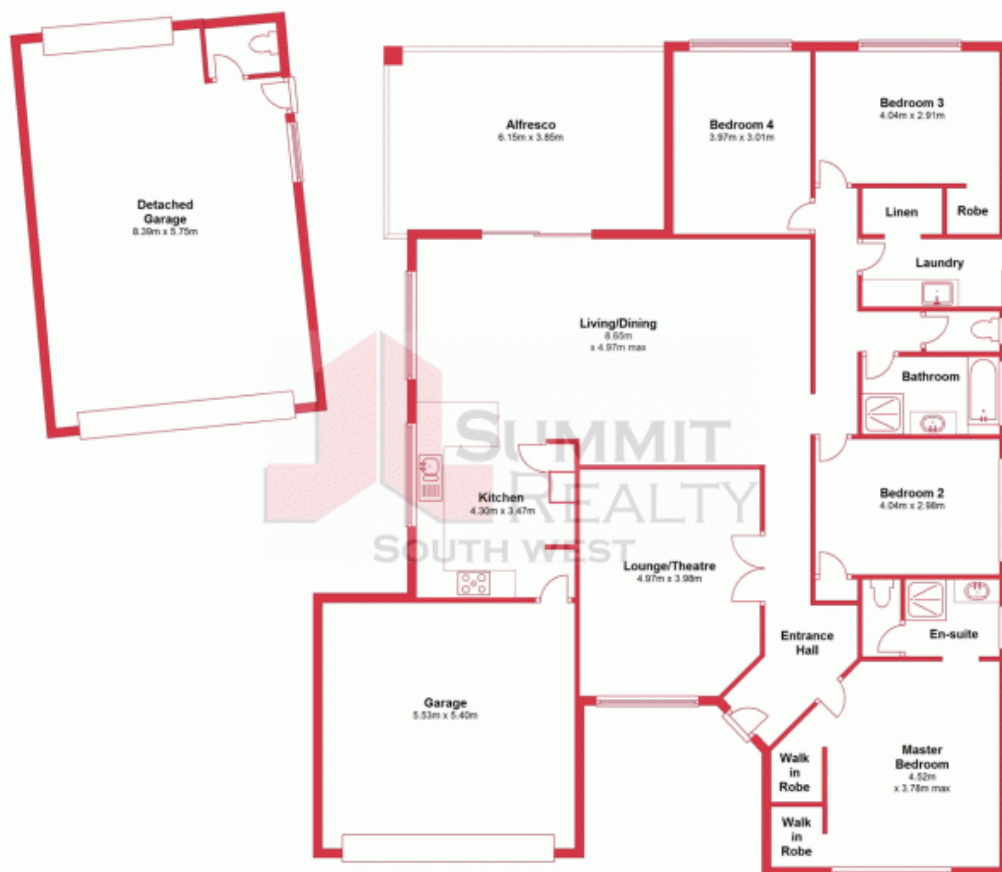 Alfresco
6.15m x 3.85m
Bedroom 4
3.97m x 3.01m
Bedroom 3
4.04m x 2.91m
Detached
Garage
8.39m x 5.75m
Linen
Robe
Laundry
Living/Dining
8.65m
x 4.97m max
Bathroom
SUMMIT
REALTY
SOUTH WEST
Kitchen
4.30m x 3.47m
Bedroom 2
4.04m x 2.98m
Lounge/Theatre
4.97m x 3.98m
Entrance
Hall
En-suite
Garage
5.53m x 5.40m
Walk
in
Robe
Master
Bedroom
4.52m
x 3.78m max
Walk
in
Robe